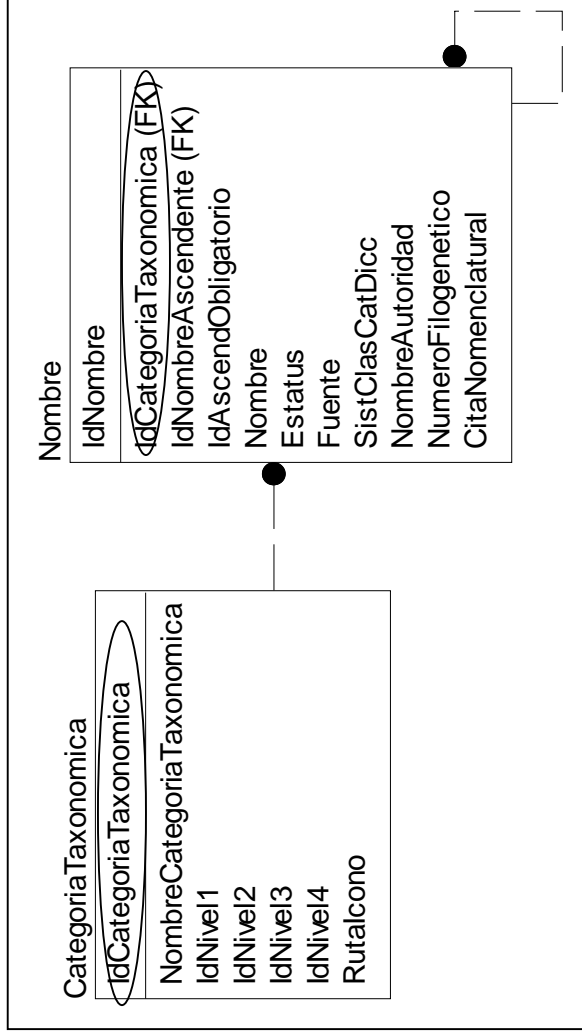 CategoriaTaxonomica
IdCategoriaTaxonomica
NombreCategoriaTaxonomica
IdNivel1
IdNivel2
IdNivel3
IdNivel4
RutaIcono
Nombre
IdNombre
IdCategoriaTaxonomica (FK)
IdNombreAscendente (FK)
IdAscendObligatorio
Nombre
Estatus
Fuente
SistClasCatDicc
NombreAutoridad
NumeroFilogenetico
CitaNomenclatural